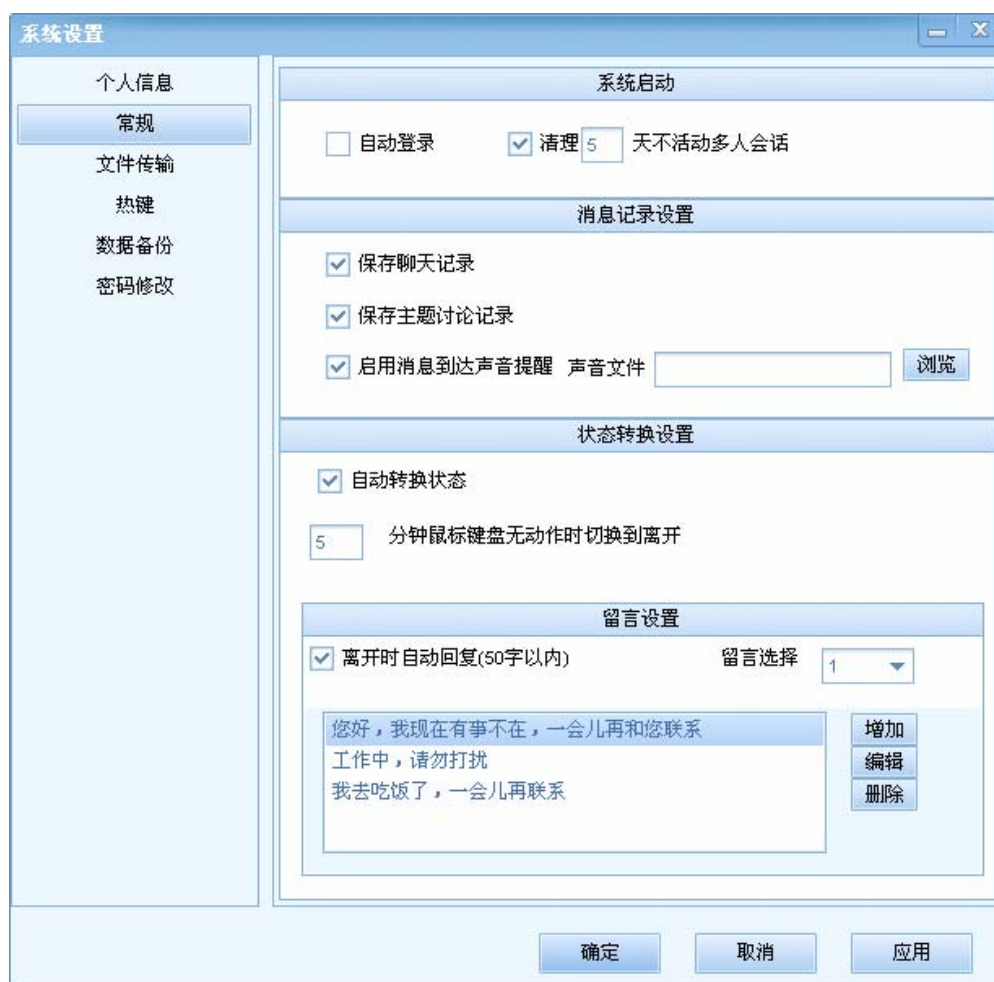 系统设置
个人信息
常规
文件传输
热键
数据备份
密码修改
系统启动
自动登录 清理 5 天不活动多人会话
消息记录设置
保存聊天记录
保存主题讨论记录
启用消息到达声音提醒 声音文件 浏览
状态转换设置
自动转换状态
5 分钟鼠标键盘无动作时切换到离开
留言设置
离开时自动回复(50字以内) 留言选择 1
您好，我现在有事不在，一会儿再和您联系
工作中，请勿打扰
我去吃饭了，一会儿再联系
增加
编辑
删除
确定 取消 应用